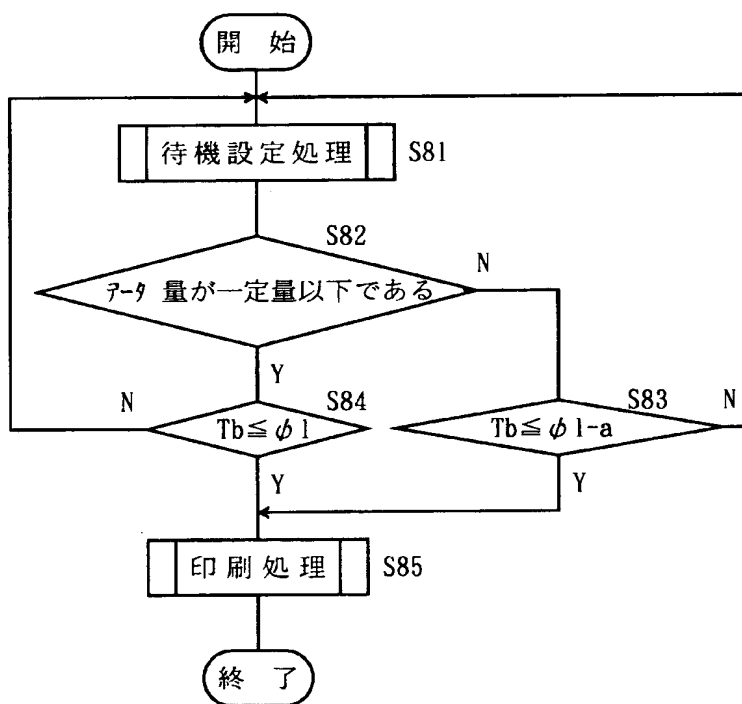 開 始
待機設定処理 S81
S82
N
データ 量が一定量以下である
Y
N
S84
S83
N
Tb≦φ1
Tb≦φ1-a
Y
Y
印刷処理 S85
終 了